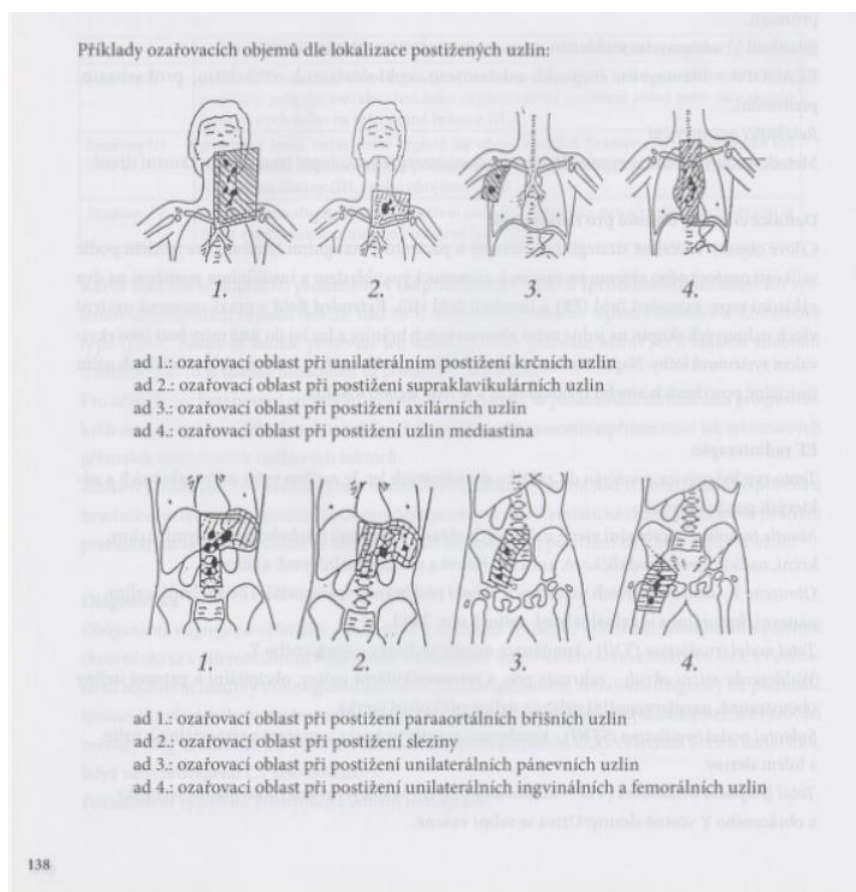 Příklady ozařovacích objemů dle lokalizace postižených uzlin:
1. 2. 3. 4.
ad 1.: ozařovací oblast při unilaterálním postižení krčních uzlin
ad 2.: ozařovací oblast při postižení supraklavikulárních uzlin
ad 3.: ozařovací oblast při postižení axilárních uzlin
ad 4.: ozařovací oblast při postižení uzlin mediastina
1. 2. 3. 4.
ad 1.: ozařovací oblast při postižení paraaortálních břišních uzlin
ad 2.: ozařovací oblast při postižení sleziny
ad 3.: ozařovací oblast při postižení unilaterálních pánevních uzlin
ad 4.: ozařovací oblast při postižení unilaterálních ingvinálních a femorálních uzlin
138